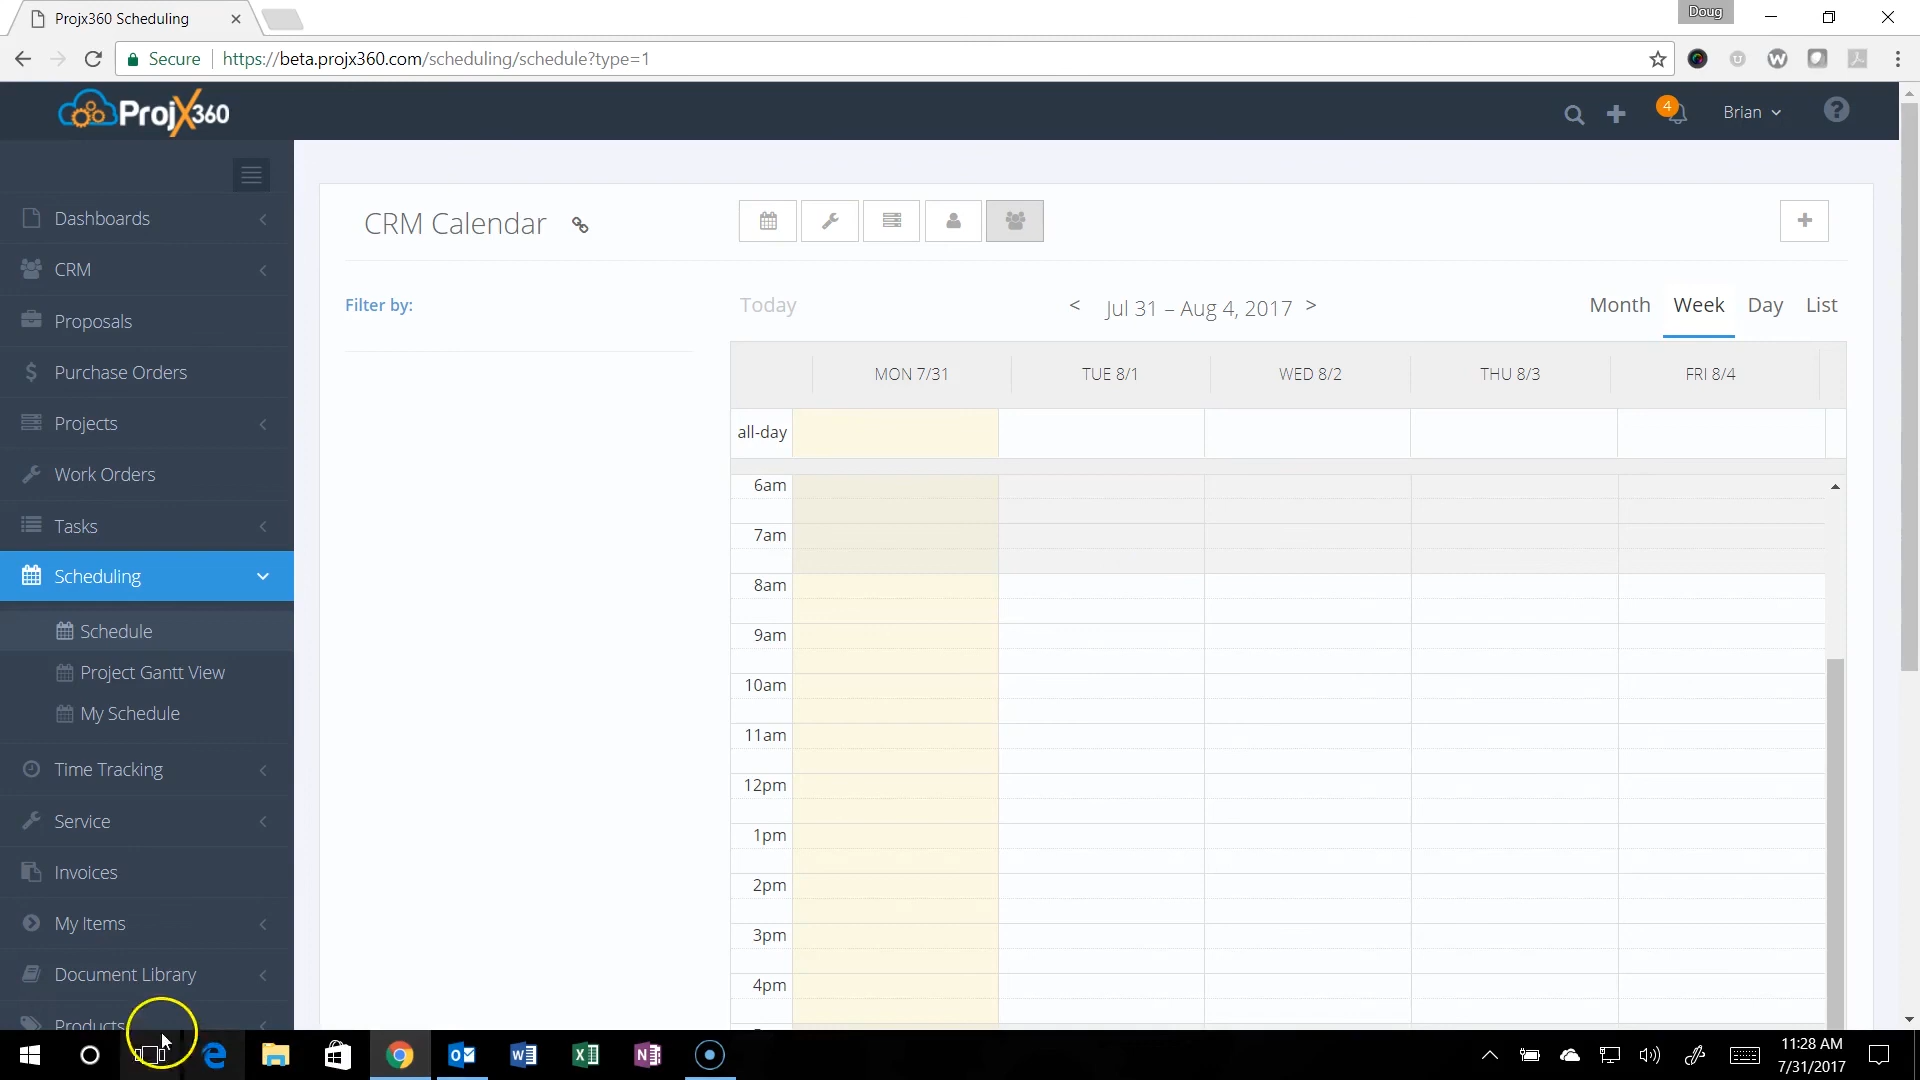 Projx360 Scheduling
Doug
Secure
https://beta.projx360.com/scheduling/schedule?type=1
ProjX360
4
Brian
Dashboards
CRM
Proposals
Purchase Orders
Projects
Work Orders
Tasks
Scheduling
Schedule
Project Gantt View
My Schedule
Time Tracking
Service
Invoices
My Items
Document Library
Products
CRM Calendar
Filter by:
Today
< Jul 31 – Aug 4, 2017 >
Month Week Day List
MON 7/31 TUE 8/1 WED 8/2 THU 8/3 FRI 8/4
all-day
6am
7am
8am
9am
10am
11am
12pm
1pm
2pm
3pm
4pm
11:28 AM
7/31/2017